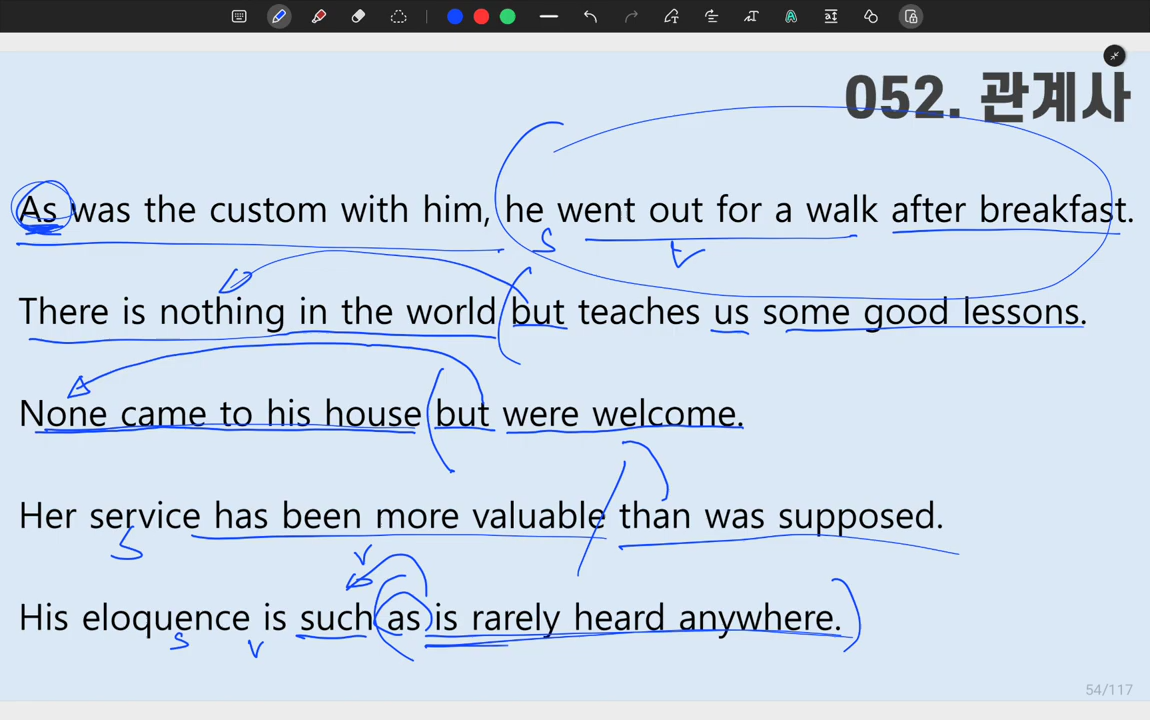 052. 관계사
As was the custom with him, he went out for a walk after breakfast.
S
v
There is nothing in the world but teaches us some good lessons.
None came to his house but were welcome.
Her service has been more valuable than was supposed.
S
v
His eloquence is such as is rarely heard anywhere.
s v
54/117